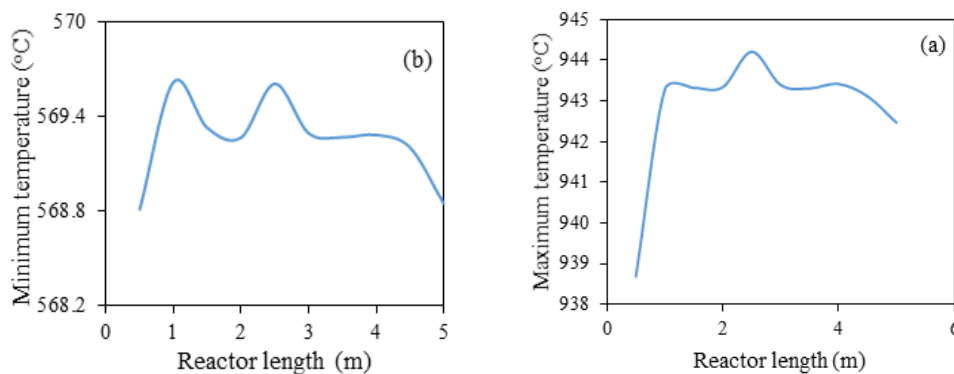 570
569.4
568.8
568.2
Minimum temperature (°C)
(b)
0 1 2 3 4 5
Reactor length (m)
945
944
943
942
941
940
939
938
Maximum temperature (°C)
(a)
0 2 4 6
Reactor length (m)